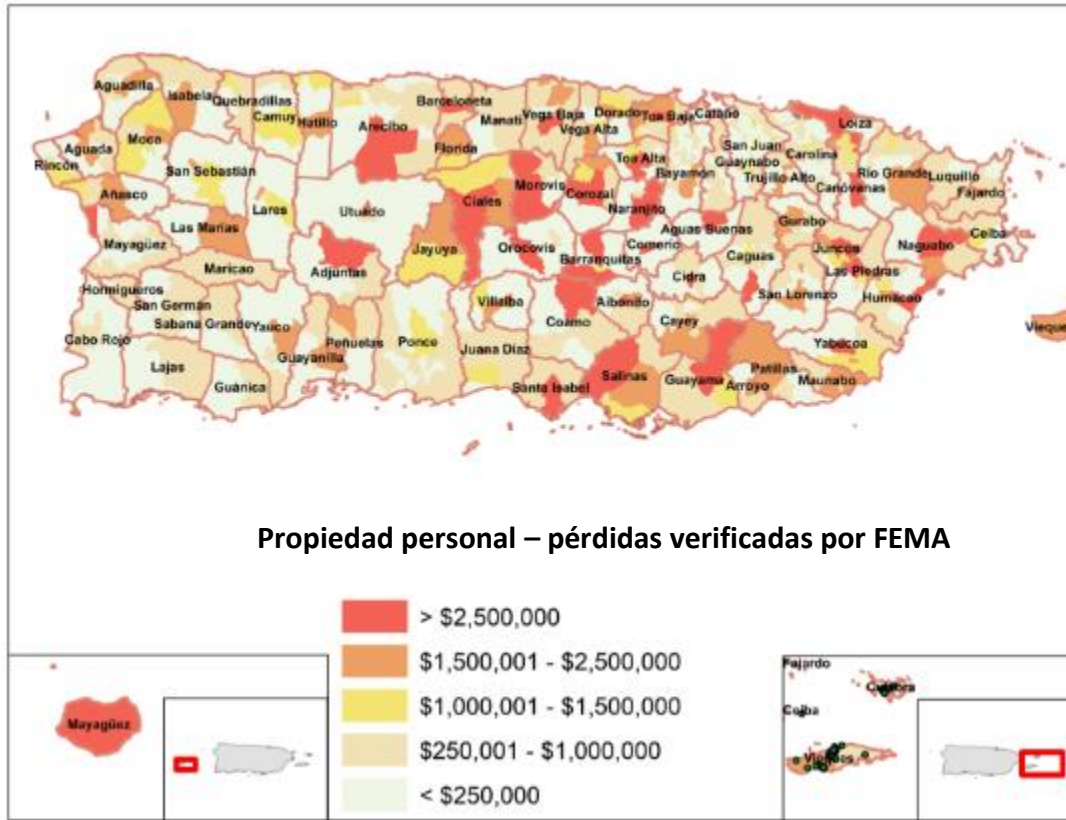 Aguadilla
Isabela
Quebradillas
Camuy
Hatillo
Arecibo
Barceloneta
Manatí
Vega Baja
Vega Alta
Dorado
Toa Baja
Cataño
San Juan
Guaynabo
Loiza
Carolina
Moca
Aguada
Rincón
San Sebastián
Florida
Toa Alta
Bayamón
Trujillo Alto
Canóvanas
Río Grande
Luquillo
Fajardo
Añasco
Lares
Utuado
Ciales
Morovis
Corozal
Naranjito
Las Marías
Mayagüez
Maricao
Adjuntas
Jayuya
Orocovis
Barranquitas
Comerío
Aguas Buenas
Caguas
Gurabo
Juncos
Las Piedras
Naguabo
Ceiba
Hormigueros
San Germán
Sabana Grande
Yauco
Villalba
Coamo
Aibonito
Cidra
Cayey
San Lorenzo
Humacao
Vieques
Cabo Rojo
Lajas
Guánica
Guayanilla
Peñuelas
Ponce
Juana Díaz
Santa Isabel
Salinas
Guayama
Arroyo
Patillas
Maunabo
Yabucoa
Propiedad personal – pérdidas verificadas por FEMA
> $2,500,000
$1,500,001 - $2,500,000
$1,000,001 - $1,500,000
$250,001 - $1,000,000
< $250,000
Mayagüez
Fajardo
Culebra
Ceiba
Vieques